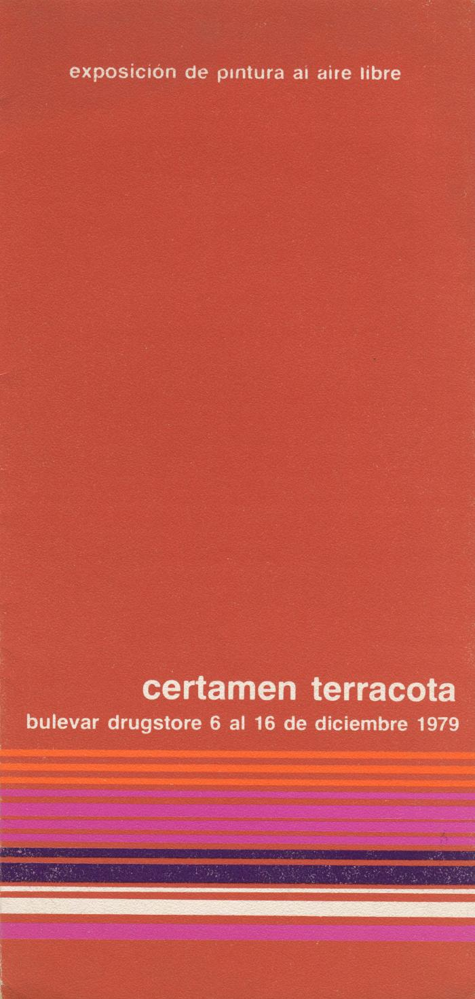 exposición de pintura al aire libre
certamen terracota
bulevar drugstore 6 al 16 de diciembre 1979